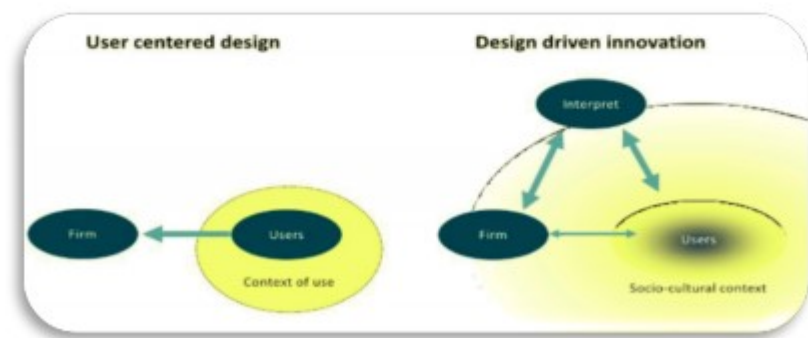 User centered design
Firm
Users
Context of use
Design driven innovation
Interpret
Firm
Users
Socio-cultural context